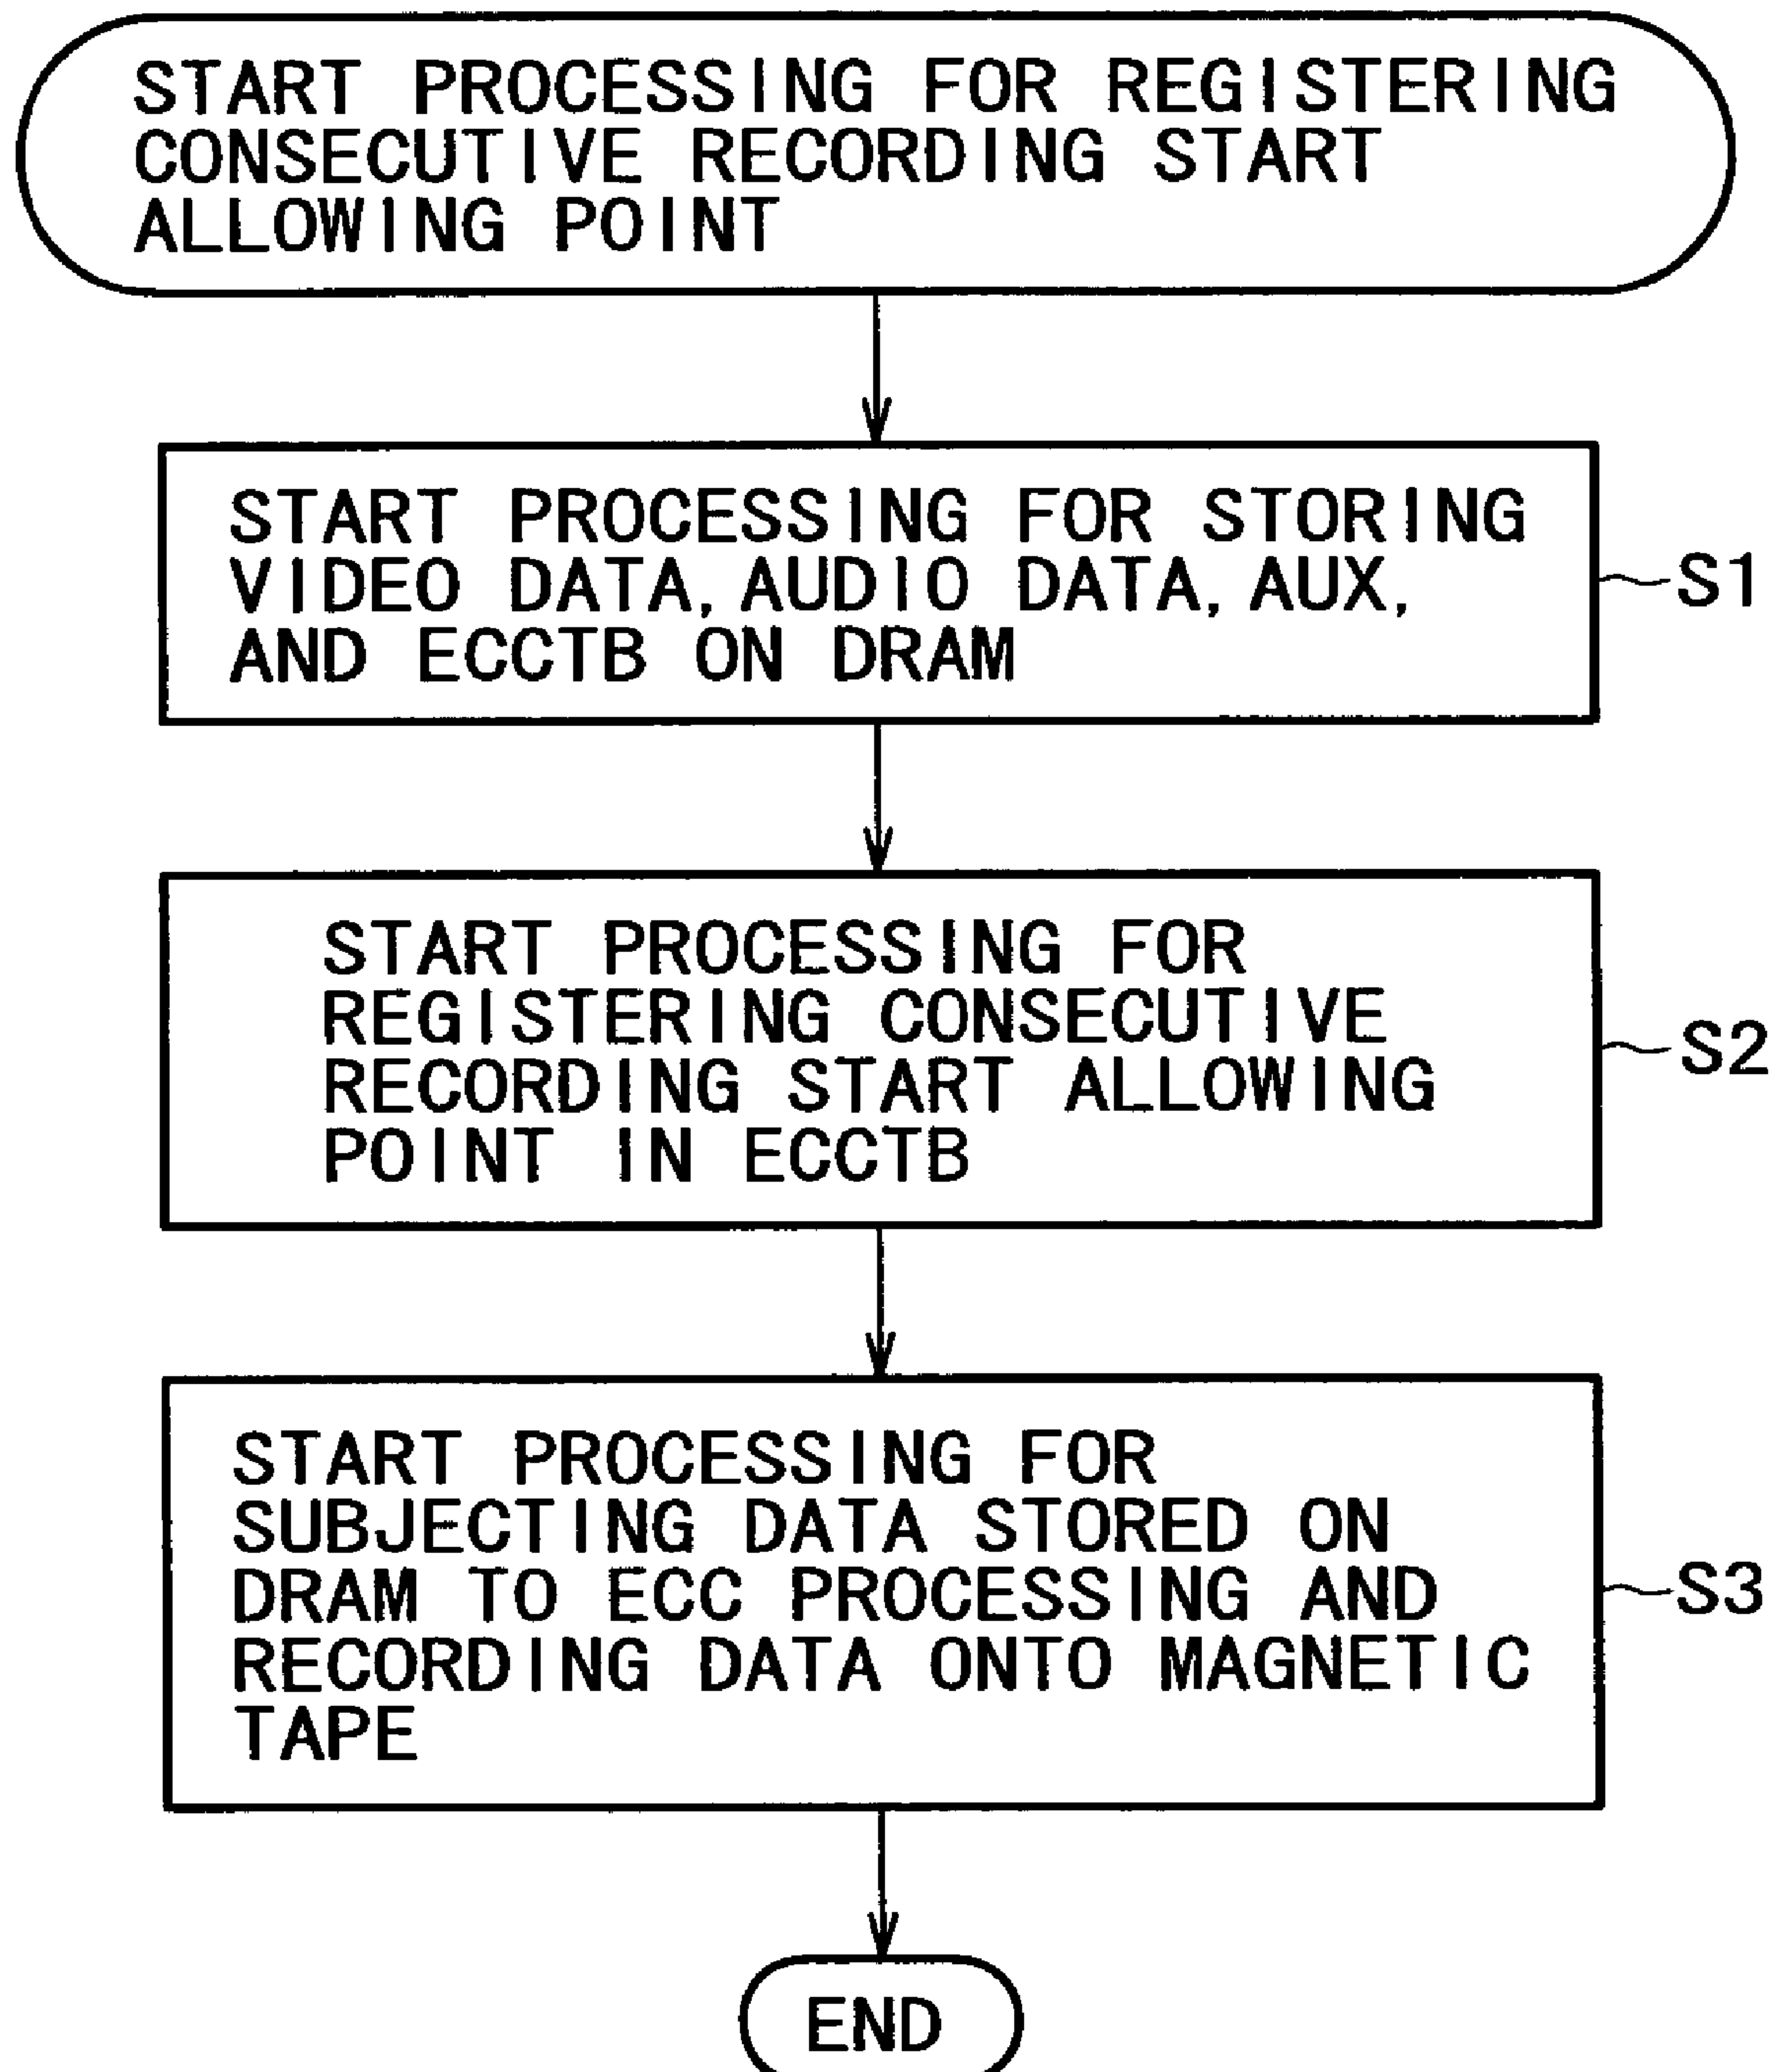 START PROCESSING FOR REGISTERING
CONSECUTIVE RECORDING START
ALLOWING POINT
START PROCESSING FOR STORING
VIDEO DATA, AUDIO DATA, AUX,
AND ECCTB ON DRAM
S1
START PROCESSING FOR
REGISTERING CONSECUTIVE
RECORDING START ALLOWING
POINT IN ECCTB
S2
START PROCESSING FOR
SUBJECTING DATA STORED ON
DRAM TO ECC PROCESSING AND
RECORDING DATA ONTO MAGNETIC
TAPE
S3
END